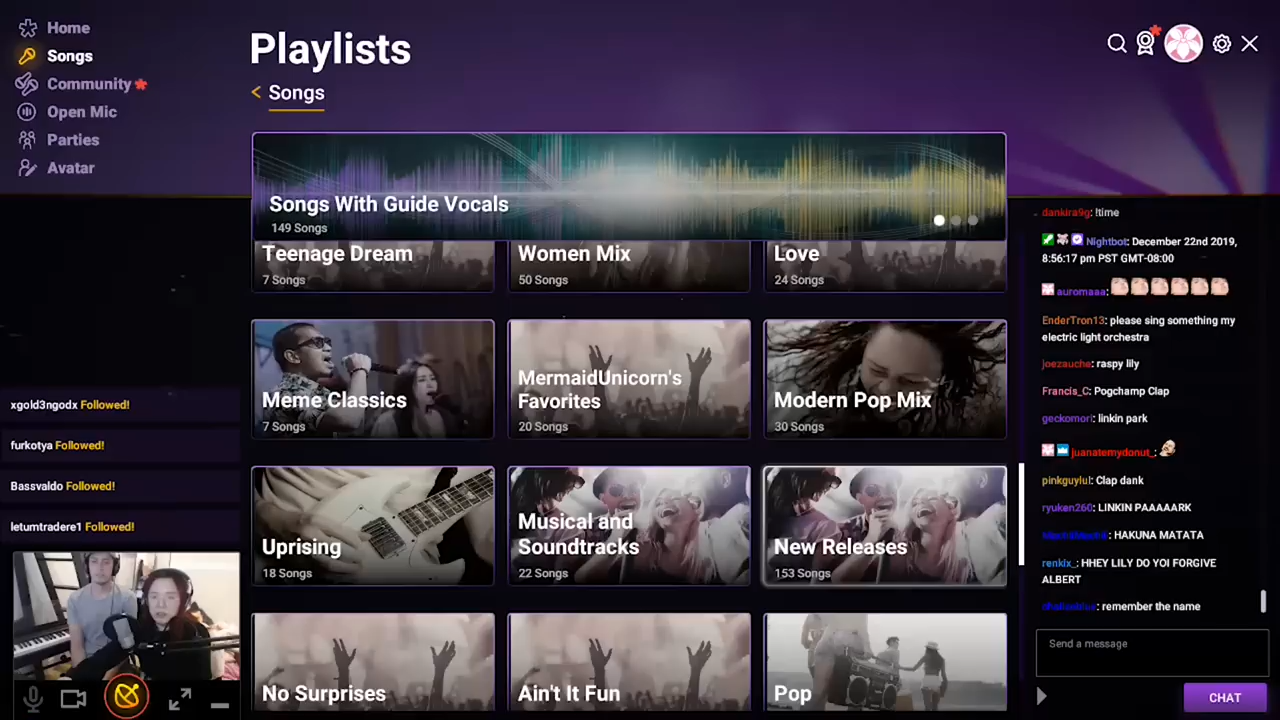 Home
Songs
Community
Open Mic
Parties
Avatar
Playlists
< Songs
Songs With Guide Vocals
149 Songs
Teenage Dream
7 Songs
Women Mix
50 Songs
Love
24 Songs
Meme Classics
7 Songs
MermaidUnicorn's
Favorites
20 Songs
Modern Pop Mix
30 Songs
Uprising
18 Songs
Musical and
Soundtracks
22 Songs
New Releases
153 Songs
No Surprises
Ain't It Fun
Pop
xgold3ngodx Followed!
furkotya Followed!
Bassvaldo Followed!
letumtradere1 Followed!
dankira9g: !time
Nightbot: December 22nd 2019,
8:56:17 pm PST GMT-08:00
auromaaa:
EnderTron13: please sing something my
electric light orchestra
joezauche: raspy lily
Francis_C: Pogchamp Clap
geckomori: linkin park
juanatemydonut_:
pinkguylul: Clap dank
ryuken260: LINKIN PAAAARK
: HAKUNA MATATA
renkix_: HHEY LILY DO YOI FORGIVE
ALBERT
: remember the name
Send a message
CHAT